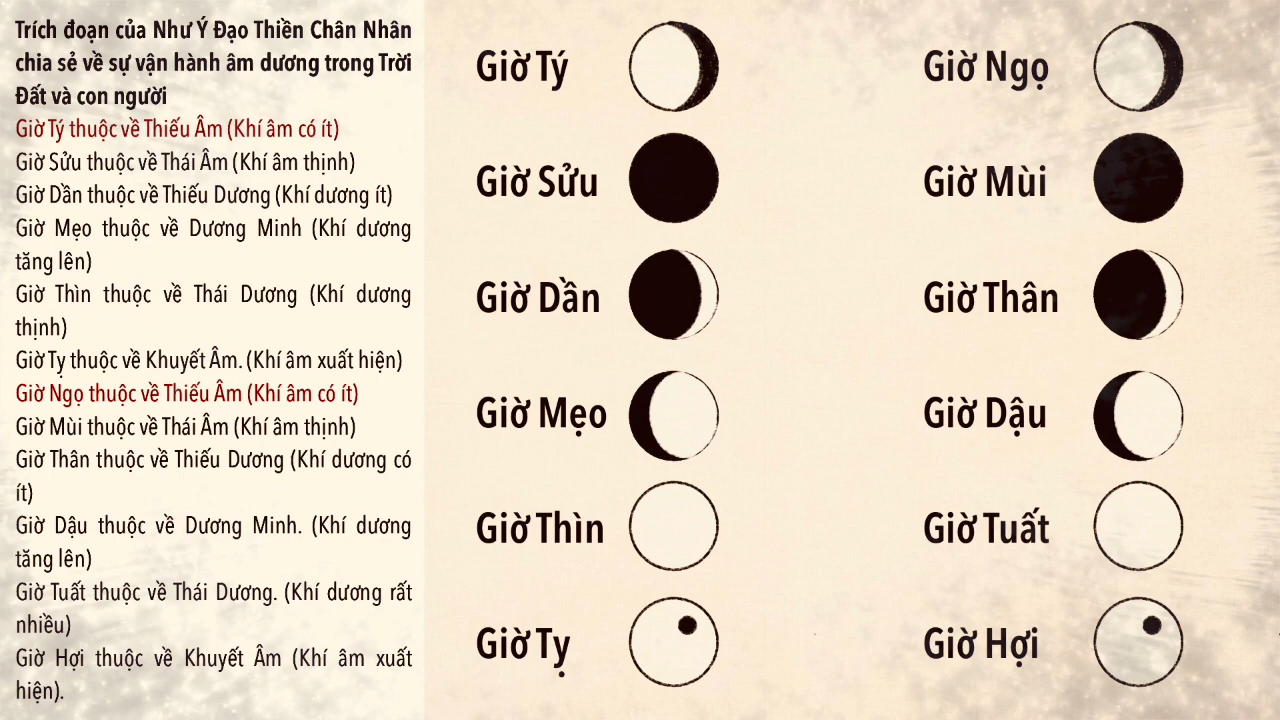 Trích đoạn của Như Ý Đạo Thiền Chân Nhân
chia sẻ về sự vận hành âm dương trong Trời
Đất và con người
Giờ Tý thuộc về Thiếu Âm (Khí âm có ít)
Giờ Sửu thuộc về Thái Âm (Khí âm thịnh)
Giờ Dần thuộc về Thiếu Dương (Khí dương ít)
Giờ Mẹo thuộc về Dương Minh (Khí dương
tăng lên)
Giờ Thìn thuộc về Thái Dương (Khí dương
thịnh)
Giờ Tỵ thuộc về Khuyết Âm. (Khí âm xuất hiện)
Giờ Ngọ thuộc về Thiếu Âm (Khí âm có ít)
Giờ Mùi thuộc về Thái Âm (Khí âm thịnh)
Giờ Thân thuộc về Thiếu Dương (Khí dương có
ít)
Giờ Dậu thuộc về Dương Minh. (Khí dương
tăng lên)
Giờ Tuất thuộc về Thái Dương. (Khí dương rất
nhiều)
Giờ Hợi thuộc về Khuyết Âm (Khí âm xuất
hiện).
Giờ Tý
Giờ Sửu
Giờ Dần
Giờ Mẹo
Giờ Thìn
Giờ Tỵ
Giờ Ngọ
Giờ Mùi
Giờ Thân
Giờ Dậu
Giờ Tuất
Giờ Hợi